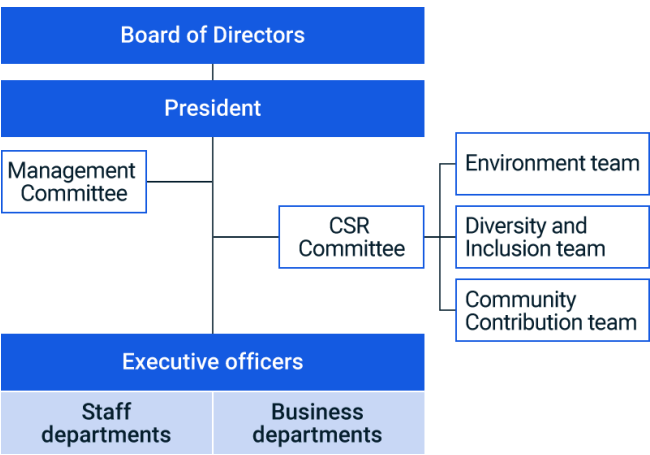 Board of Directors
President
Management
Committee
CSR
Committee
Environment team
Diversity and
Inclusion team
Community
Contribution team
Executive officers
Staff
departments
Business
departments